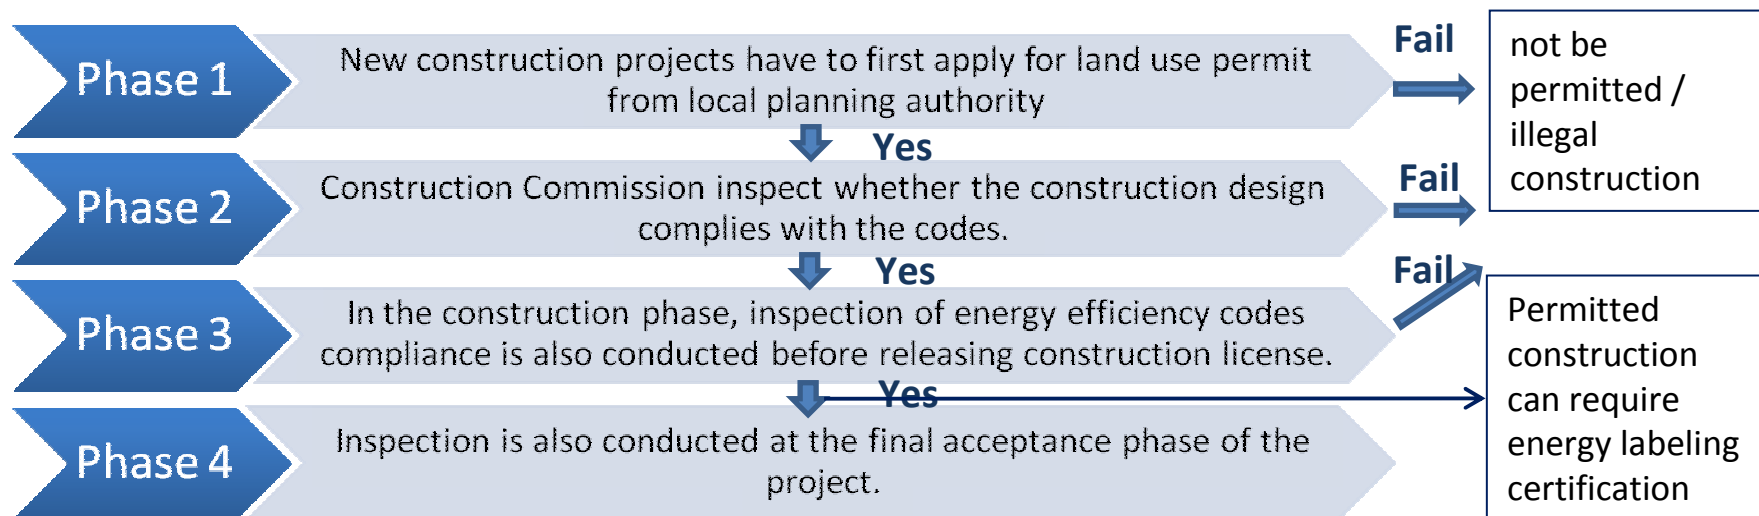 Phase 1
New construction projects have to first apply for land use permit
from local planning authority
Fail
not be
permitted /
illegal
construction
Yes
Phase 2
Construction Commission inspect whether the construction design
complies with the codes.
Fail
Yes
Phase 3
In the construction phase, inspection of energy efficiency codes
compliance is also conducted before releasing construction license.
Fail
Permitted
construction
can require
energy labeling
certification
Yes
Phase 4
Inspection is also conducted at the final acceptance phase of the
project.